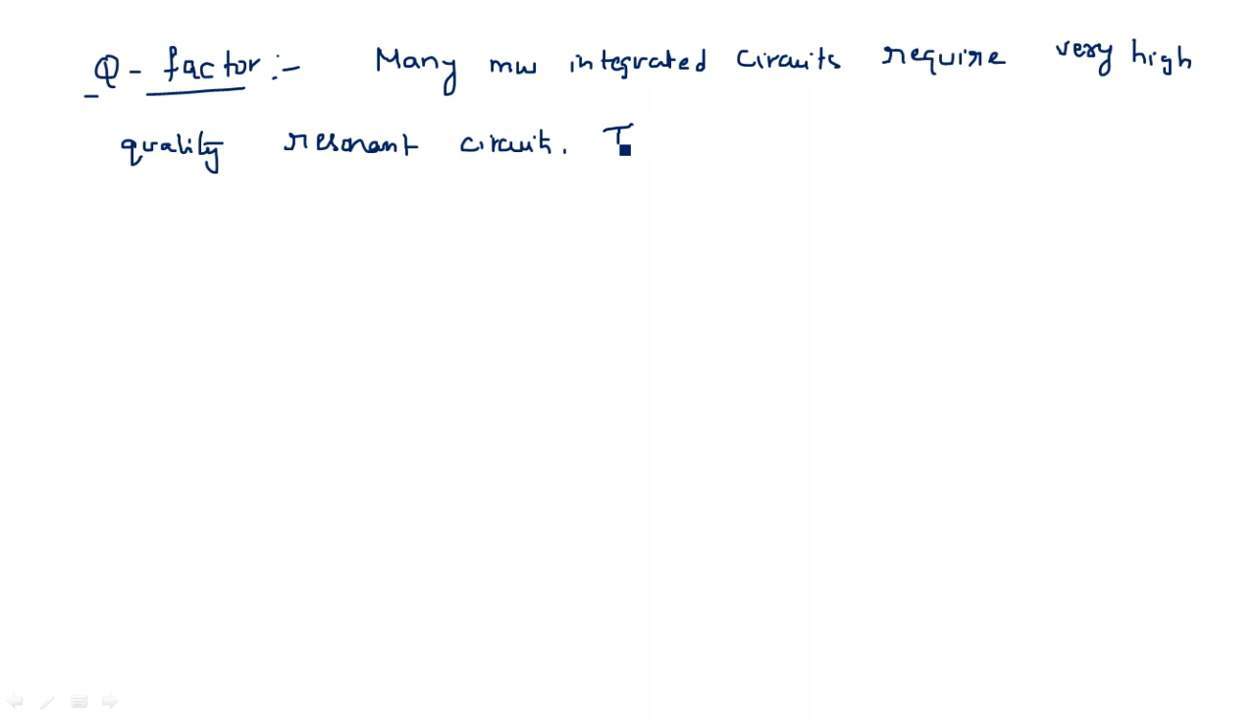 Q - factor :- Many mw integrated circuits require very high
quality resonant circuit. T